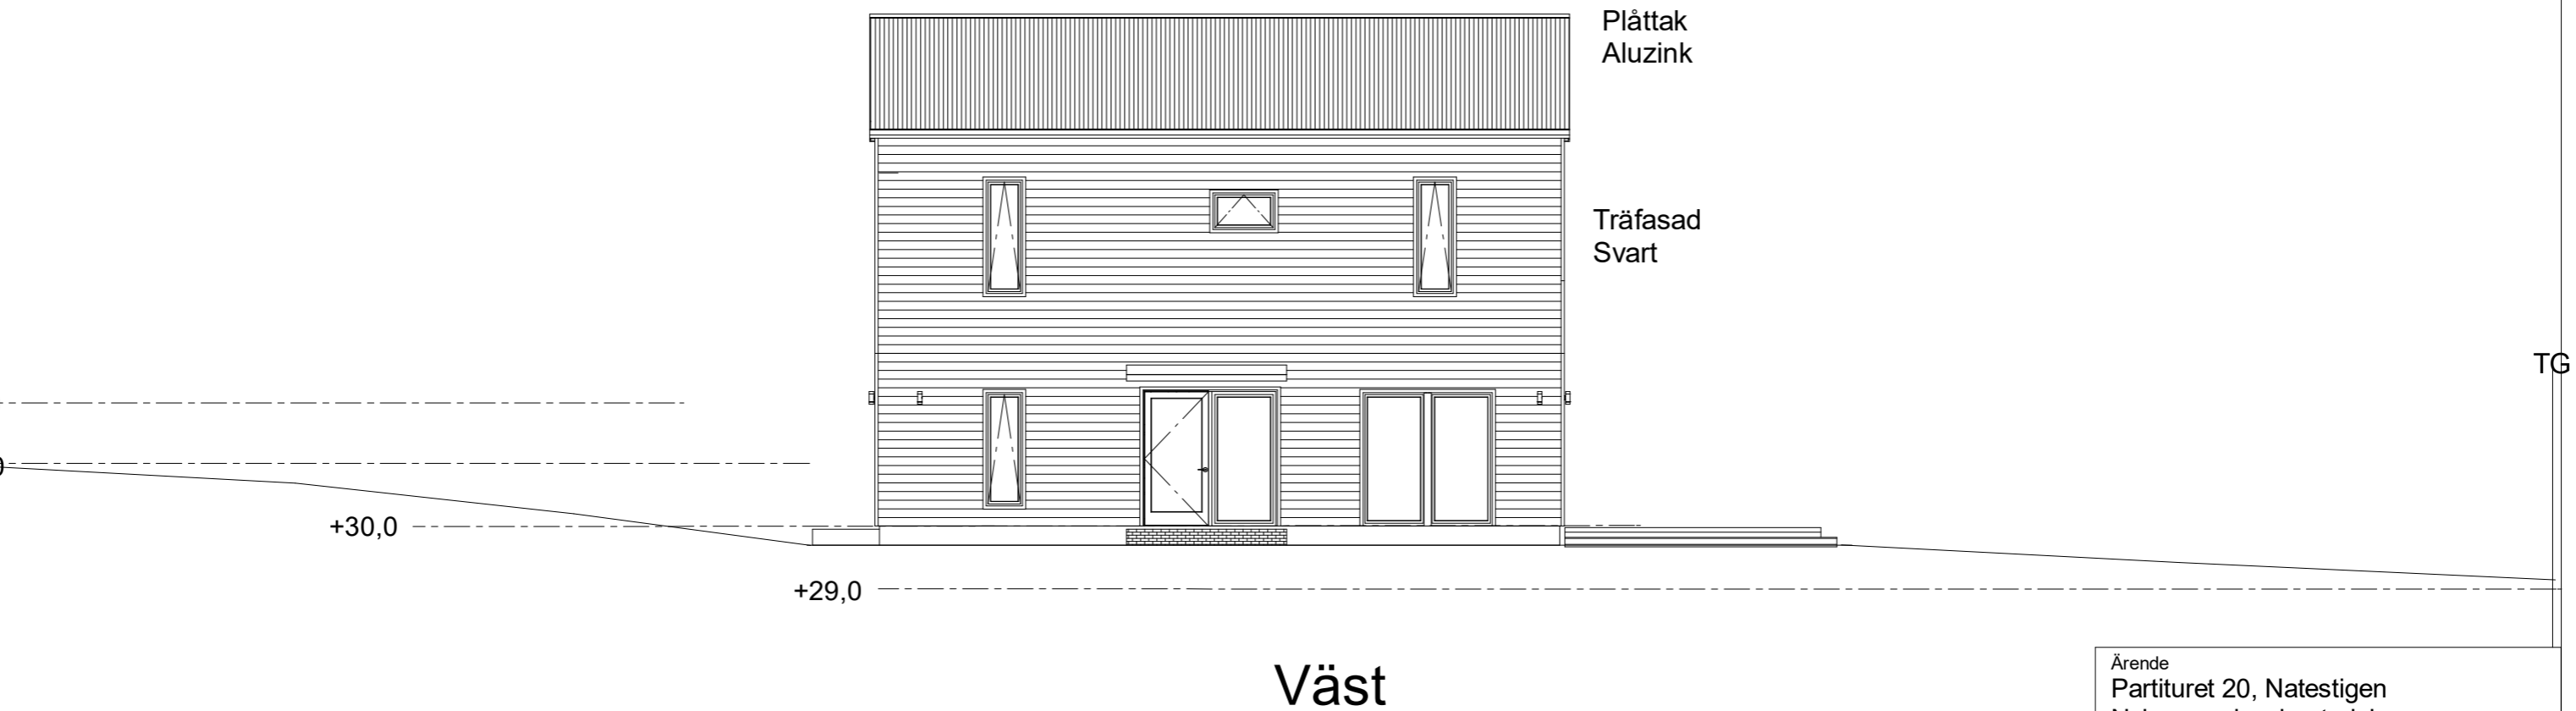 Plåttak
Aluzink
Träfasad
Svart
TG
+30,0
+29,0
Väst
Ärende
Partituret 20, Natestigen